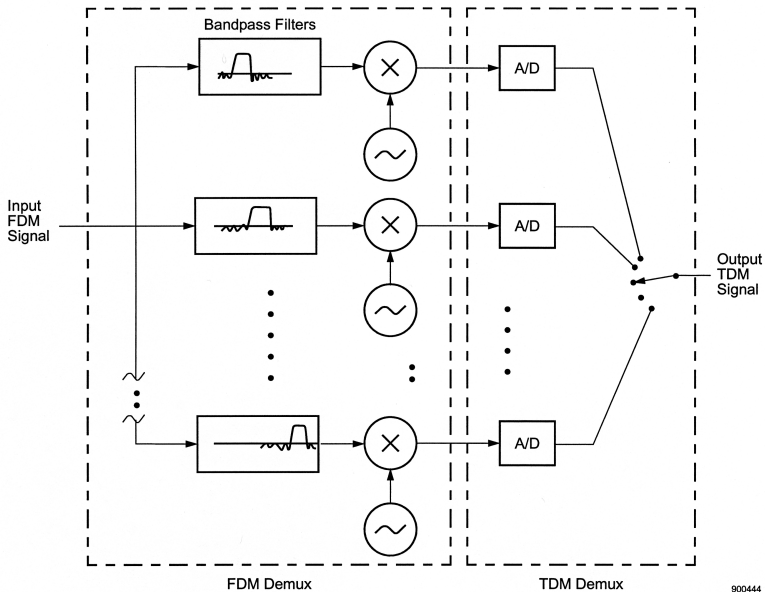 Bandpass Filters
A/D
Input
FDM
Signal
A/D
Output
TDM
Signal
A/D
FDM Demux
TDM Demux
900444